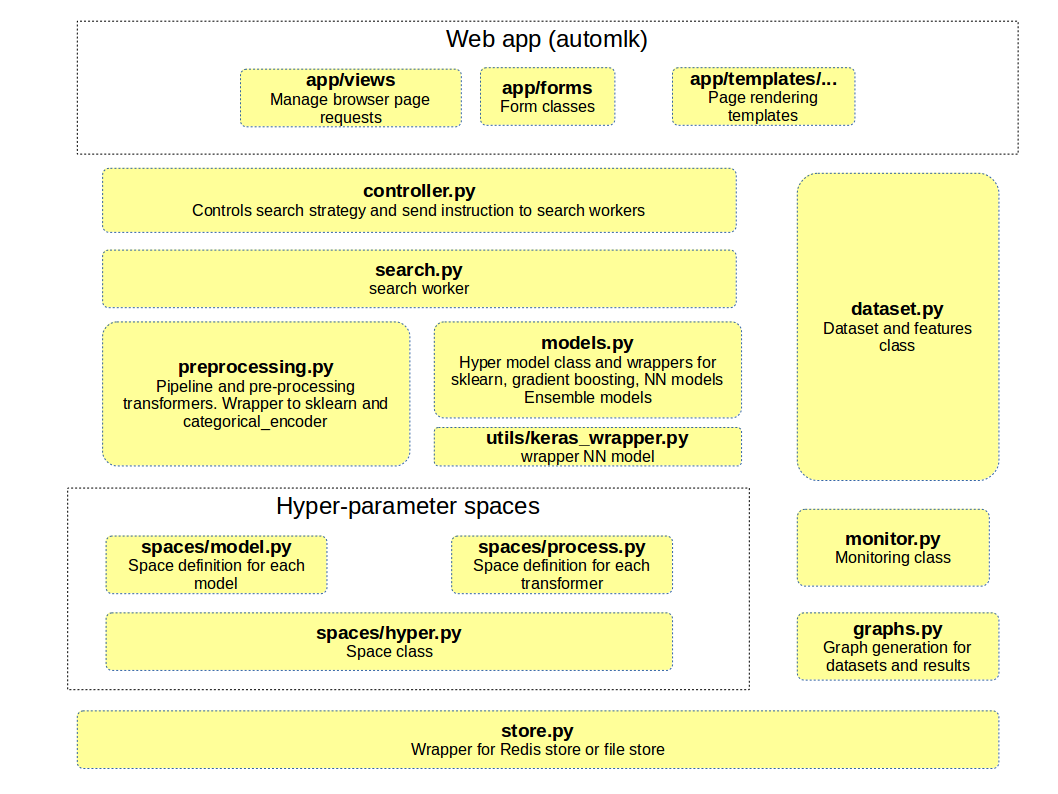 Web app (automlk)
app/views
Manage browser page
requests
app/forms
Form classes
app/templates/...
Page rendering
templates
controller.py
Controls search strategy and send instruction to search workers
search.py
search worker
dataset.py
Dataset and features
class
preprocessing.py
Pipeline and pre-processing
transformers. Wrapper to sklearn and
categorical_encoder
models.py
Hyper model class and wrappers for
sklearn, gradient boosting, NN models
Ensemble models
utils/keras_wrapper.py
wrapper NN model
Hyper-parameter spaces
spaces/model.py
Space definition for each
model
spaces/process.py
Space definition for each
transformer
spaces/hyper.py
Space class
monitor.py
Monitoring class
graphs.py
Graph generation for
datasets and results
store.py
Wrapper for Redis store or file store